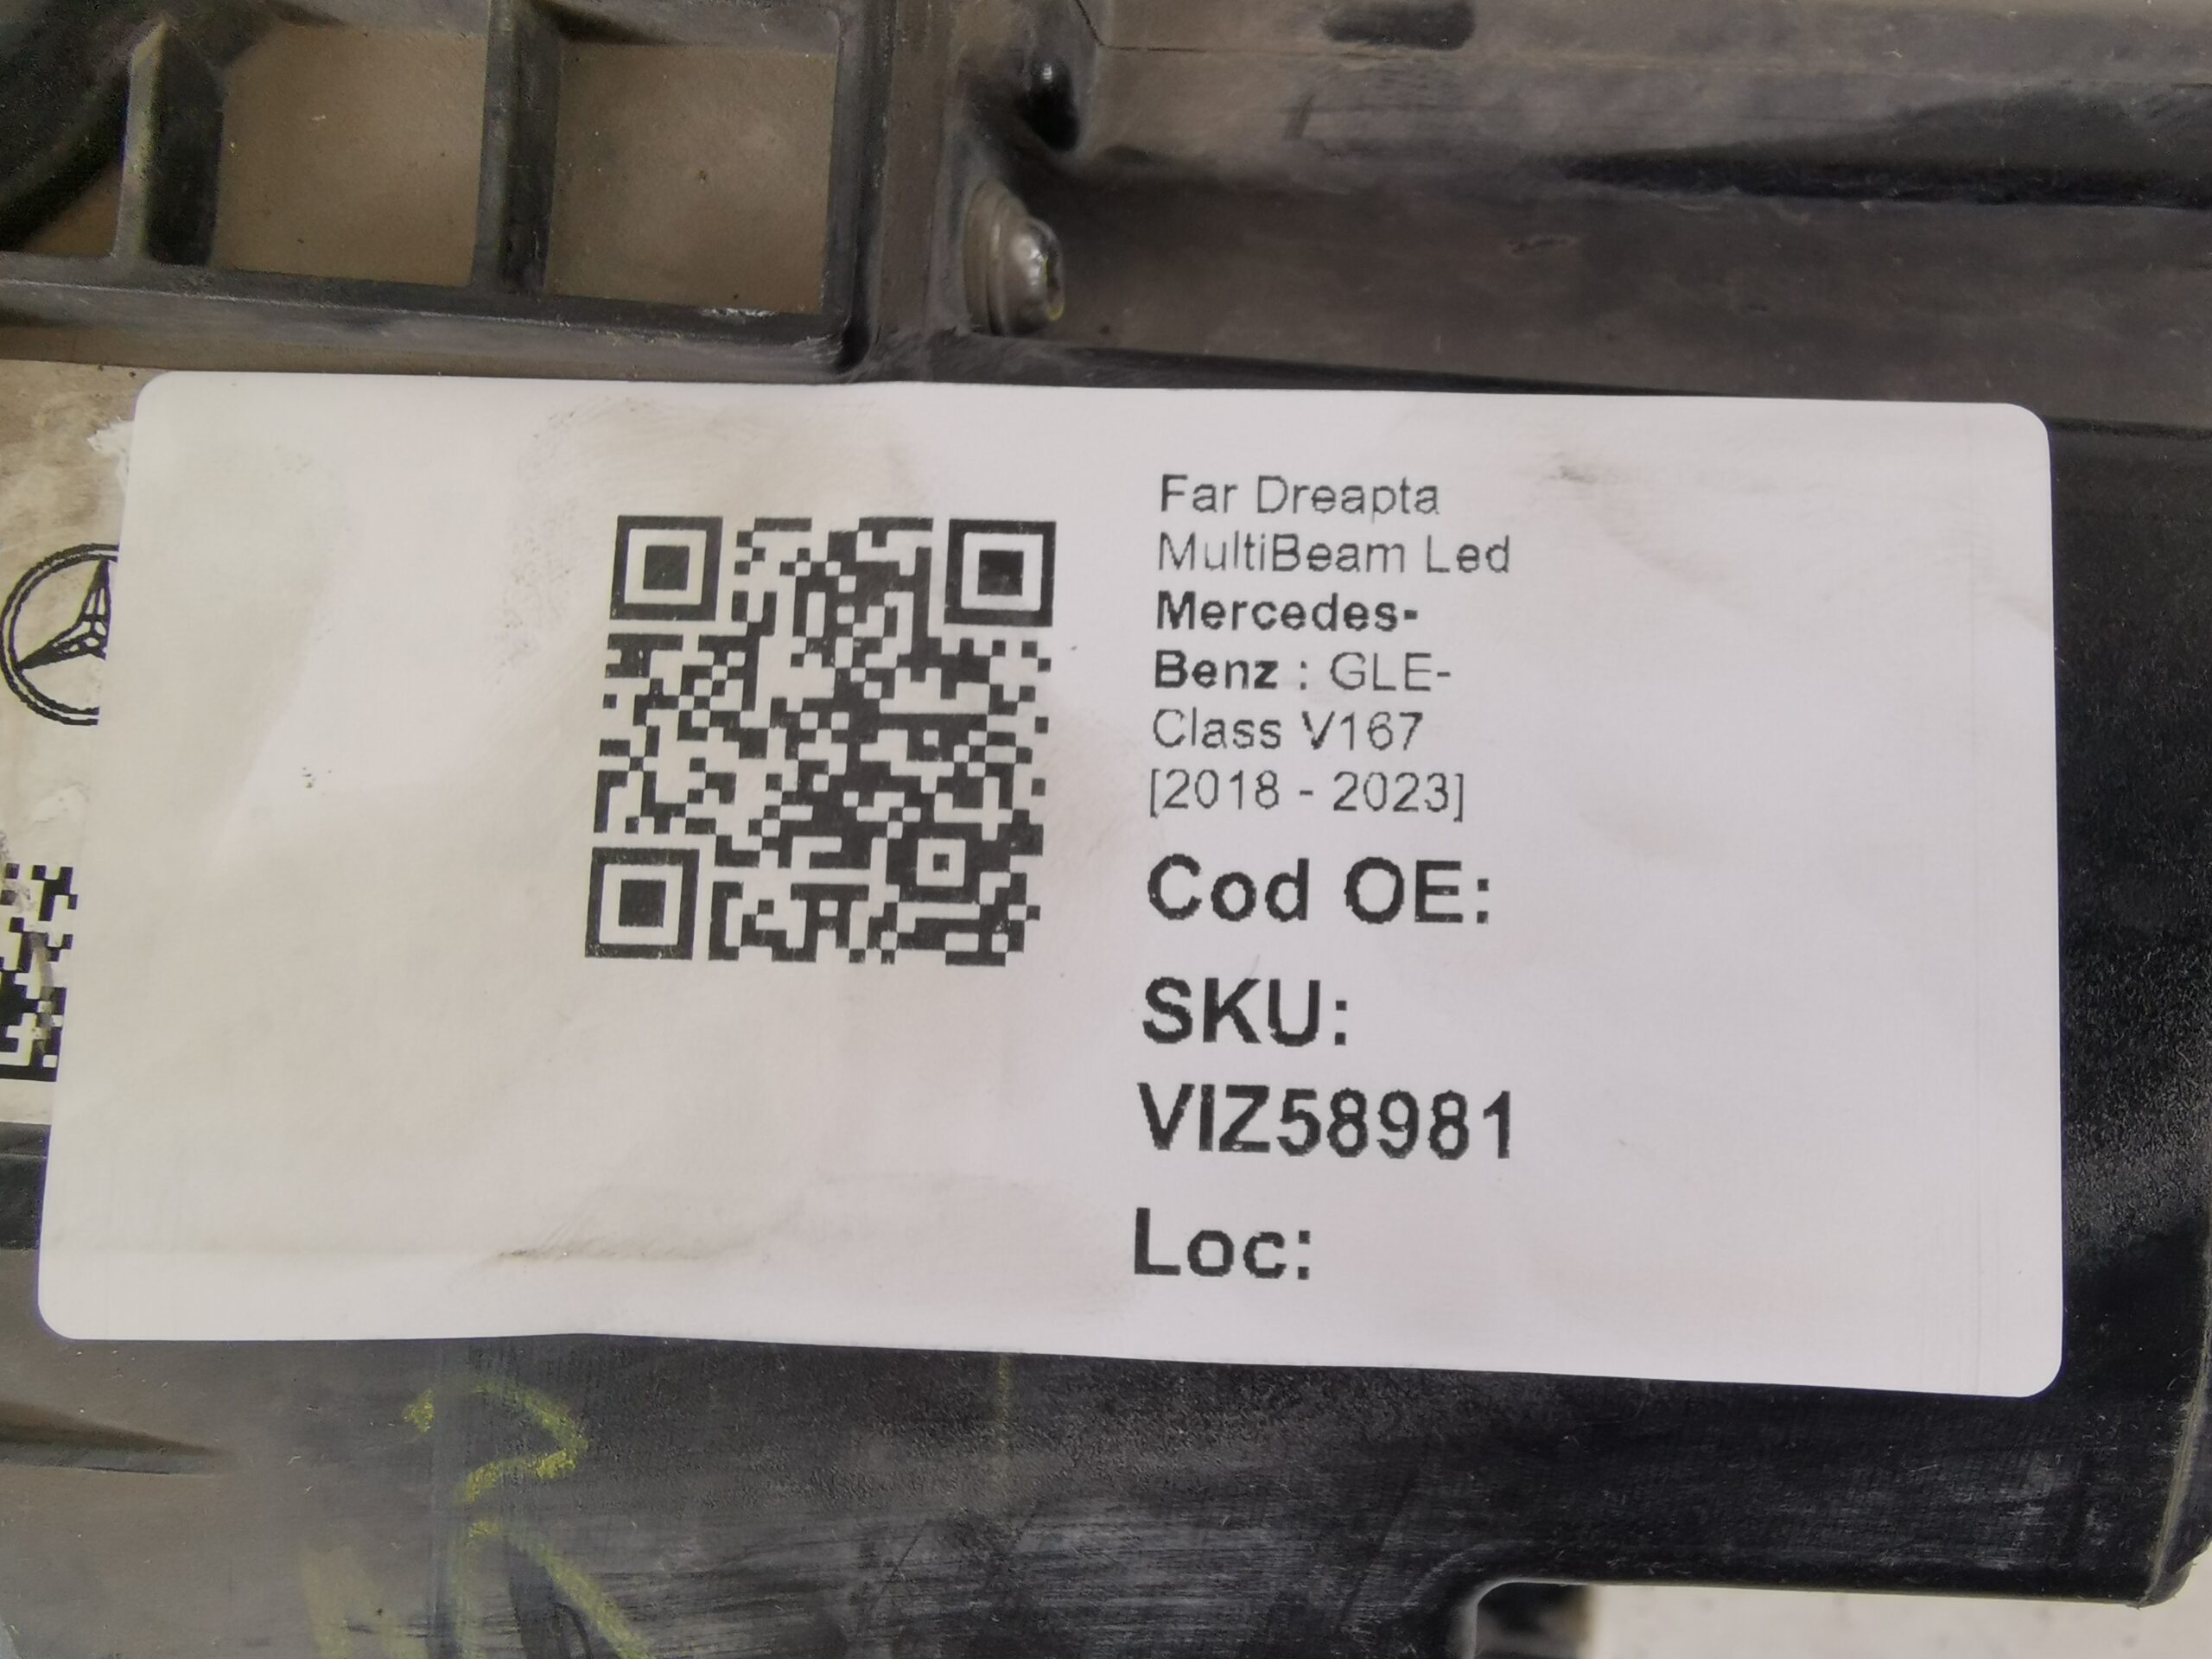 Far Dreapta
MultiBeam Led
Mercedes-
Benz : GLE-
Class V167
[2018 - 2023]
Cod OE:
SKU:
VIZ58981
Loc:
R